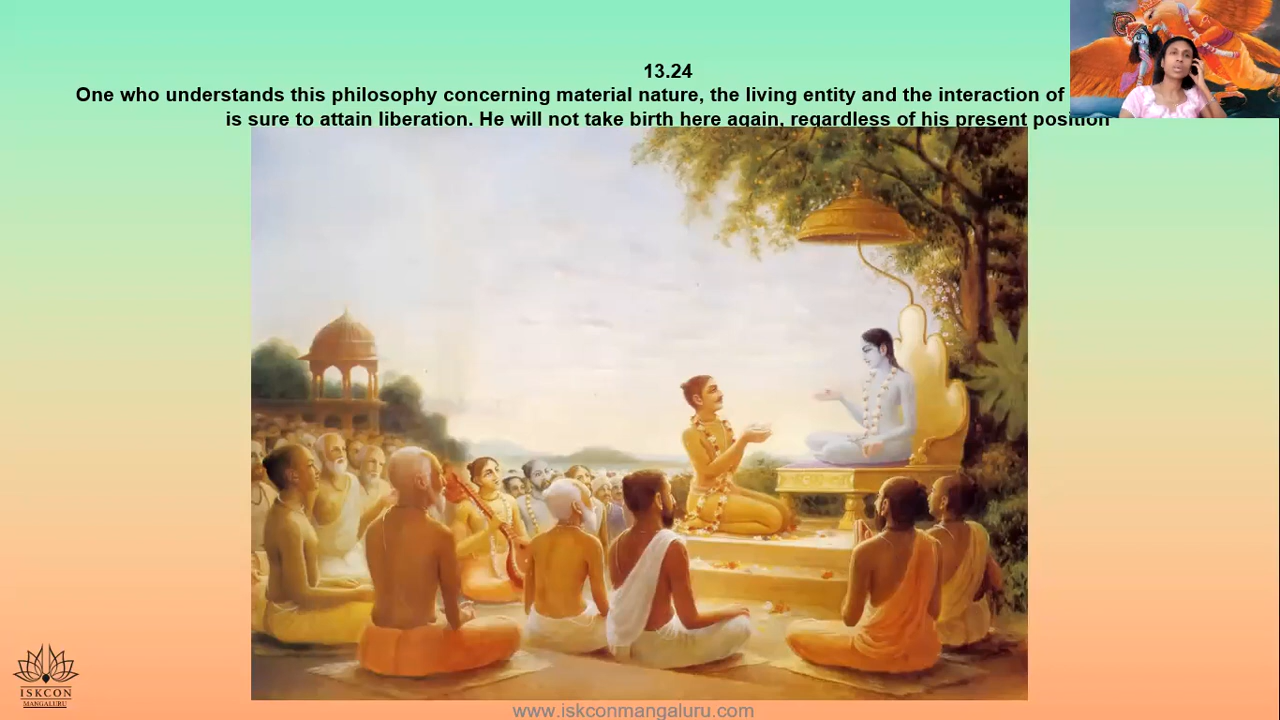 13.24
One who understands this philosophy concerning material nature, the living entity and the interaction of
is sure to attain liberation. He will not take birth here again, regardless of his present position
ISKCON
MANGALURU
www.iskconmangaluru.com